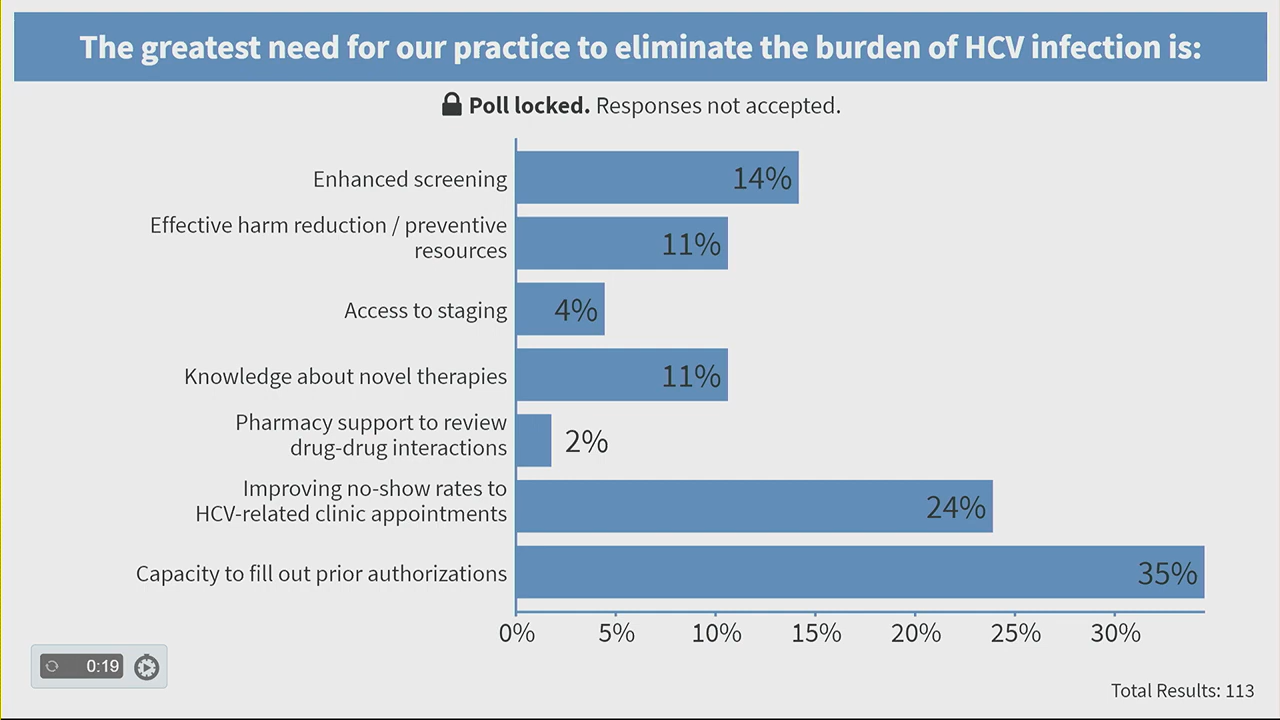 The greatest need for our practice to eliminate the burden of HCV infection is:
Poll locked. Responses not accepted.
Enhanced screening
14%
Effective harm reduction / preventive
resources
11%
Access to staging
4%
Knowledge about novel therapies
11%
Pharmacy support to review
drug-drug interactions
2%
Improving no-show rates to
HCV-related clinic appointments
24%
Capacity to fill out prior authorizations
35%
0% 5% 10% 15% 20% 25% 30%
0:19
Total Results: 113